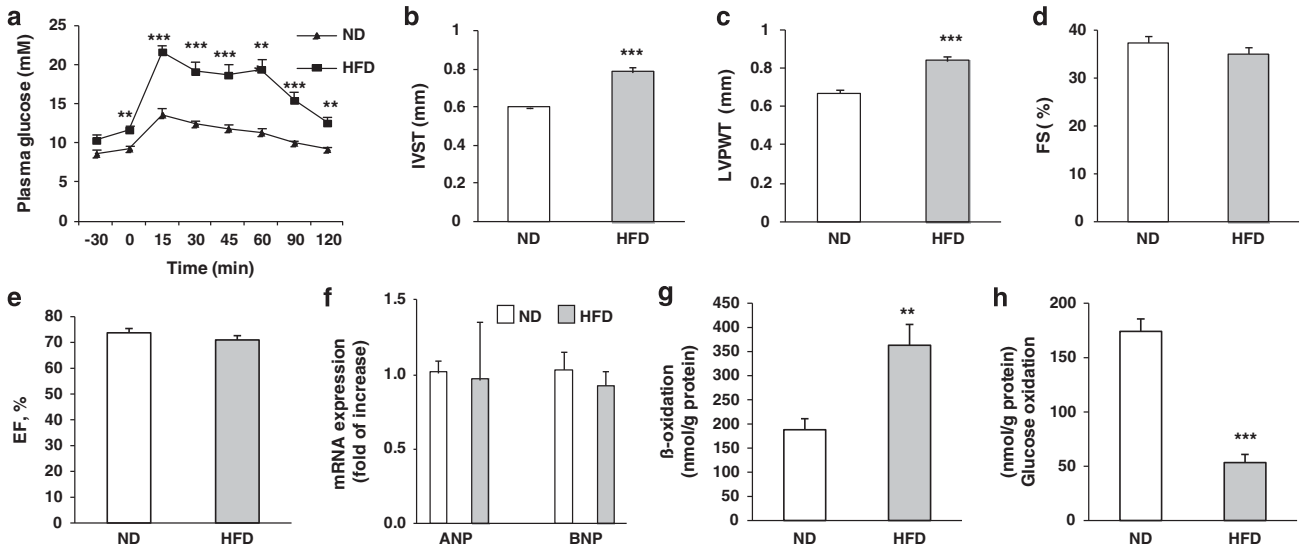 a
Plasma glucose (mM)
25
20
15
10
5
0
***
***
***
**
***
**
**
ND
HFD
-30 0 15 30 45 60 90 120
Time (min)
b
IVST (mm)
1
0.8
0.6
0.4
0.2
0
***
ND HFD
c
LVPWT (mm)
1
0.8
0.6
0.4
0.2
0
***
ND HFD
d
FS( %)
40
30
20
10
0
ND HFD
e
EF, %
80
70
60
50
40
30
20
10
0
ND HFD
f
mRNA expression
(fold of increase)
1.5
1.0
0.5
0.0
ND HFD
ANP BNP
g
ß-oxidation
(nmol/g protein)
450
400
350
300
250
200
150
100
50
0
**
ND HFD
h
(nmol/g protein)
Glucose oxidation
200
150
100
50
0
***
ND HFD